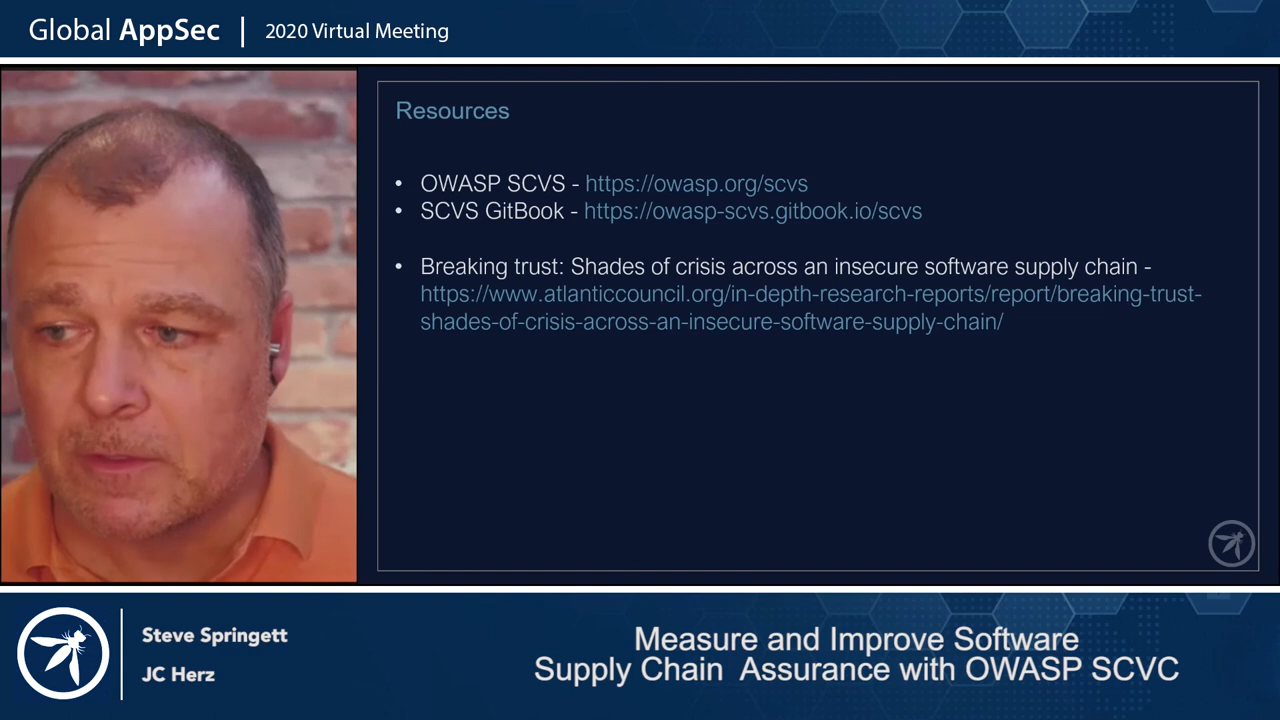 Global AppSec | 2020 Virtual Meeting
Resources
• OWASP SCVS - https://owasp.org/scvs
• SCVS GitBook - https://owasp-scvs.gitbook.io/scvs
• Breaking trust: Shades of crisis across an insecure software supply chain -
https://www.atlanticcouncil.org/in-depth-research-reports/report/breaking-trust-
shades-of-crisis-across-an-insecure-software-supply-chain/
Steve Springett
JC Herz
Measure and Improve Software
Supply Chain Assurance with OWASP SCVC